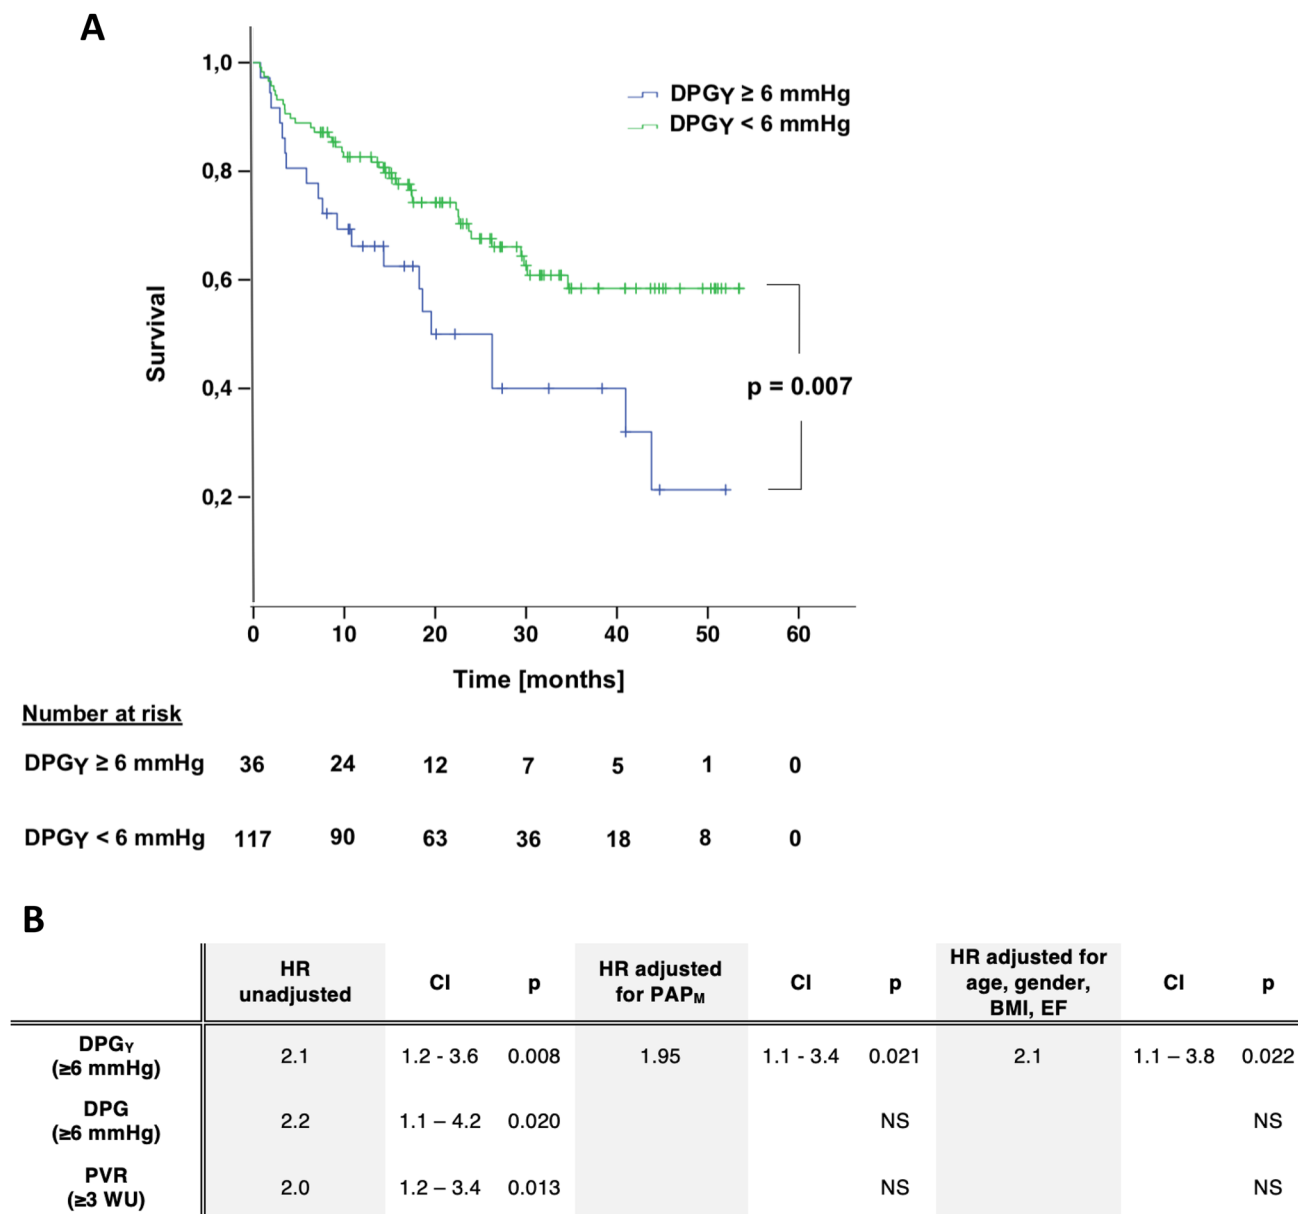 A
1,0
0,8
0,6
0,4
0,2
Survival
DPGY ≥ 6 mmHg
DPGY < 6 mmHg
p = 0.007
0 10 20 30 40 50 60
Time [months]
Number at risk
DPGY ≥ 6 mmHg 36 24 12 7 5 1 0
DPGY < 6 mmHg 117 90 63 36 18 8 0
B
HR unadjusted CI p HR adjusted for PAPM CI p HR adjusted for age, gender, BMI, EF CI p
DPGY (≥6 mmHg) 2.1 1.2 - 3.6 0.008 1.95 1.1 - 3.4 0.021 2.1 1.1 – 3.8 0.022
DPG (≥6 mmHg) 2.2 1.1 – 4.2 0.020 NS NS
PVR (≥3 WU) 2.0 1.2 – 3.4 0.013 NS NS